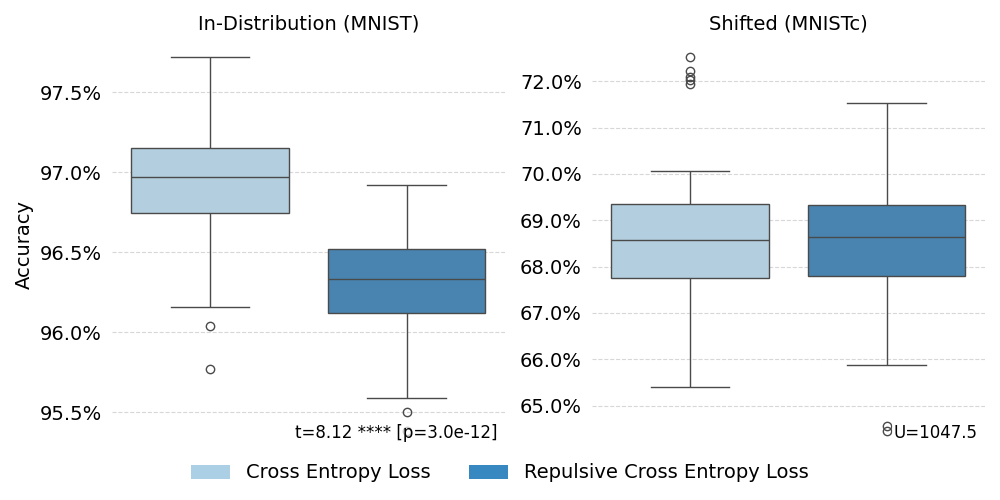 In-Distribution (MNIST)
Shifted (MNISTc)
Accuracy
97.5%
97.0%
96.5%
96.0%
95.5%
72.0%
71.0%
70.0%
69.0%
68.0%
67.0%
66.0%
65.0%
t=8.12 **** [p=3.0e-12]
U=1047.5
Cross Entropy Loss
Repulsive Cross Entropy Loss